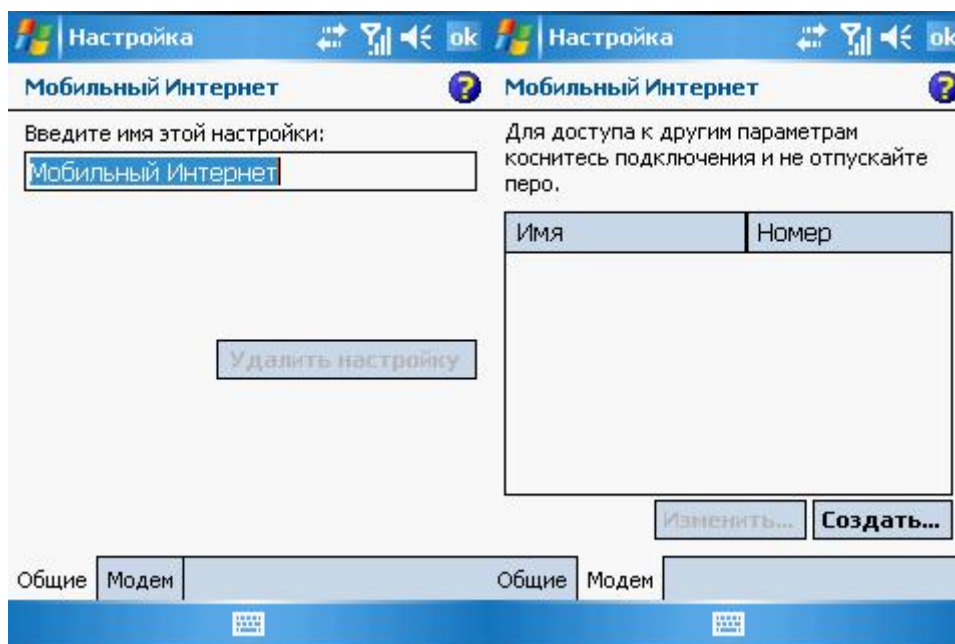 Настройка
ok
Мобильный Интернет
?
Введите имя этой настройки:
Мобильный Интернет
Удалить настройку
Общие
Модем
Настройка
ok
Мобильный Интернет
?
Для доступа к другим параметрам
коснитесь подключения и не отпускайте
перо.
Имя
Номер
Изменить...
Создать...
Общие
Модем